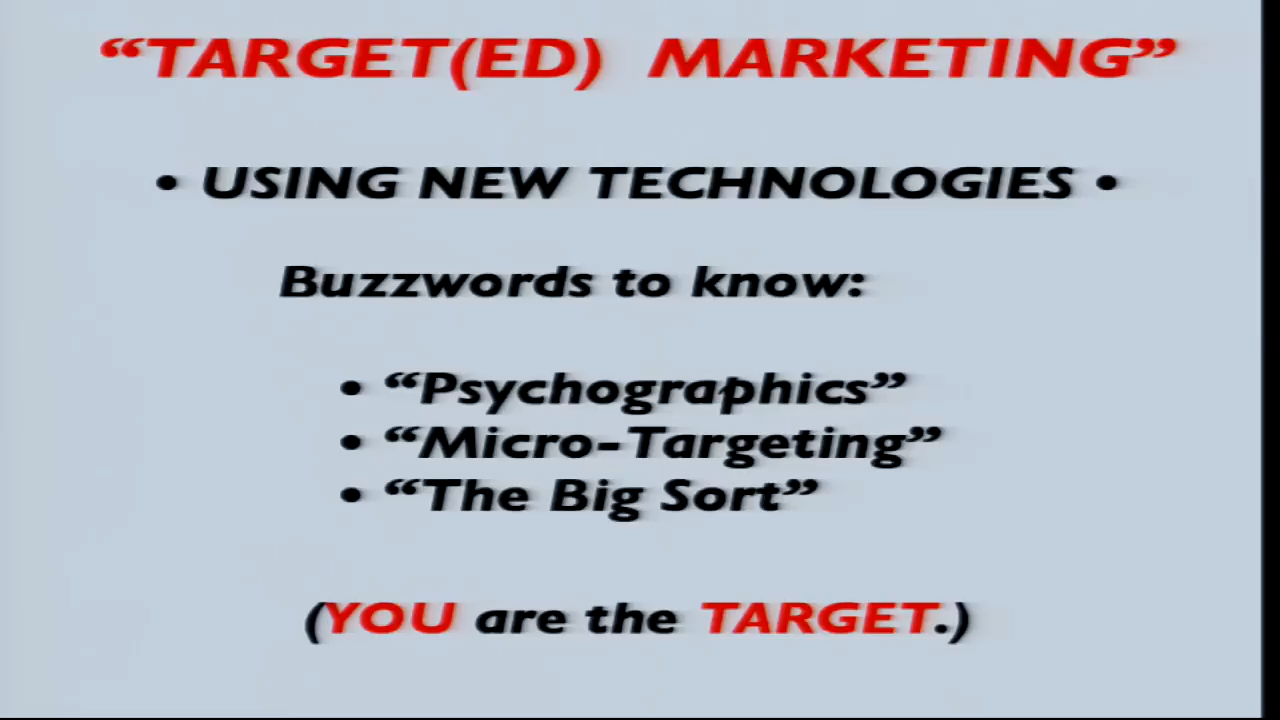 “TARGET(ED) MARKETING”
• USING NEW TECHNOLOGIES •
Buzzwords to know:
• “Psychographics”
• “Micro-Targeting”
• “The Big Sort”
(YOU are the TARGET.)